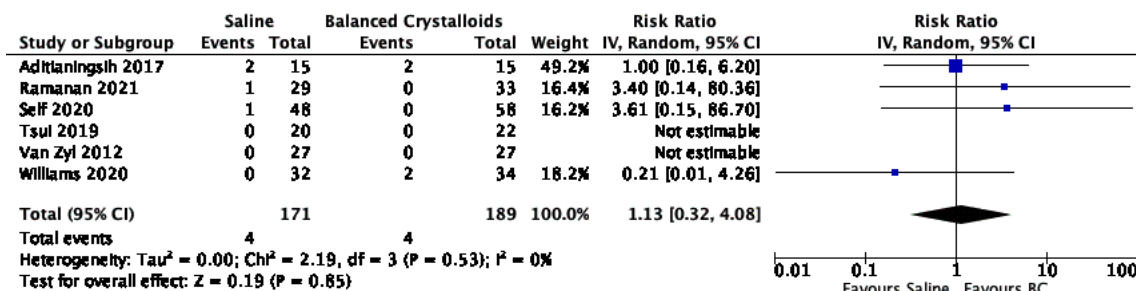 Saline Balanced Crystalloids Risk Ratio Risk Ratio
Study or Subgroup Events Total Events Total Weight IV, Random, 95% CI IV, Random, 95% CI
Aditianingsih 2017 2 15 2 15 49.2% 1.00 [0.16, 6.20]
Ramanan 2021 1 29 0 33 16.4% 3.40 [0.14, 80.36]
Self 2020 1 48 0 58 16.2% 3.61 [0.15, 86.70]
Tsui 2019 0 20 0 22 Not estimable
Van Zyl 2012 0 27 0 27 Not estimable
Williams 2020 0 32 2 34 18.2% 0.21 [0.01, 4.26]
Total (95% CI) 171 189 100.0% 1.13 [0.32, 4.08]
Total events 4 4
Heterogeneity: Tau² = 0.00; Chi² = 2.19, df = 3 (P = 0.53); I² = 0%
Test for overall effect: Z = 0.19 (P = 0.85)
0.01 0.1 1 10 100
Favours Saline Favours BC